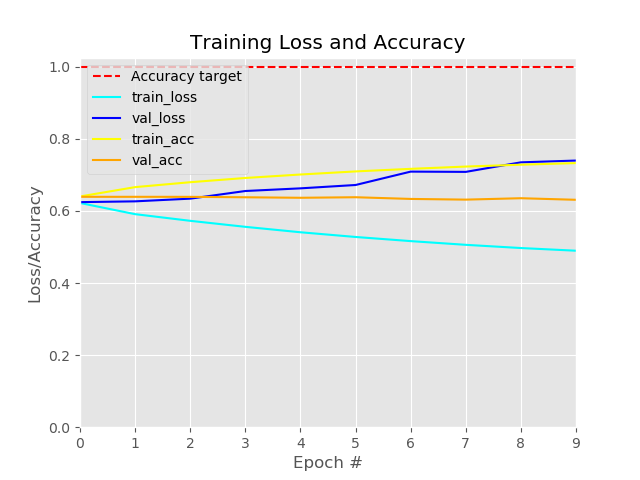 Training Loss and Accuracy
1.0
0.8
0.6
0.4
0.2
0.0
Loss/Accuracy
Accuracy target
train_loss
val_loss
train_acc
val_acc
0 1 2 3 4 5 6 7 8 9
Epoch #